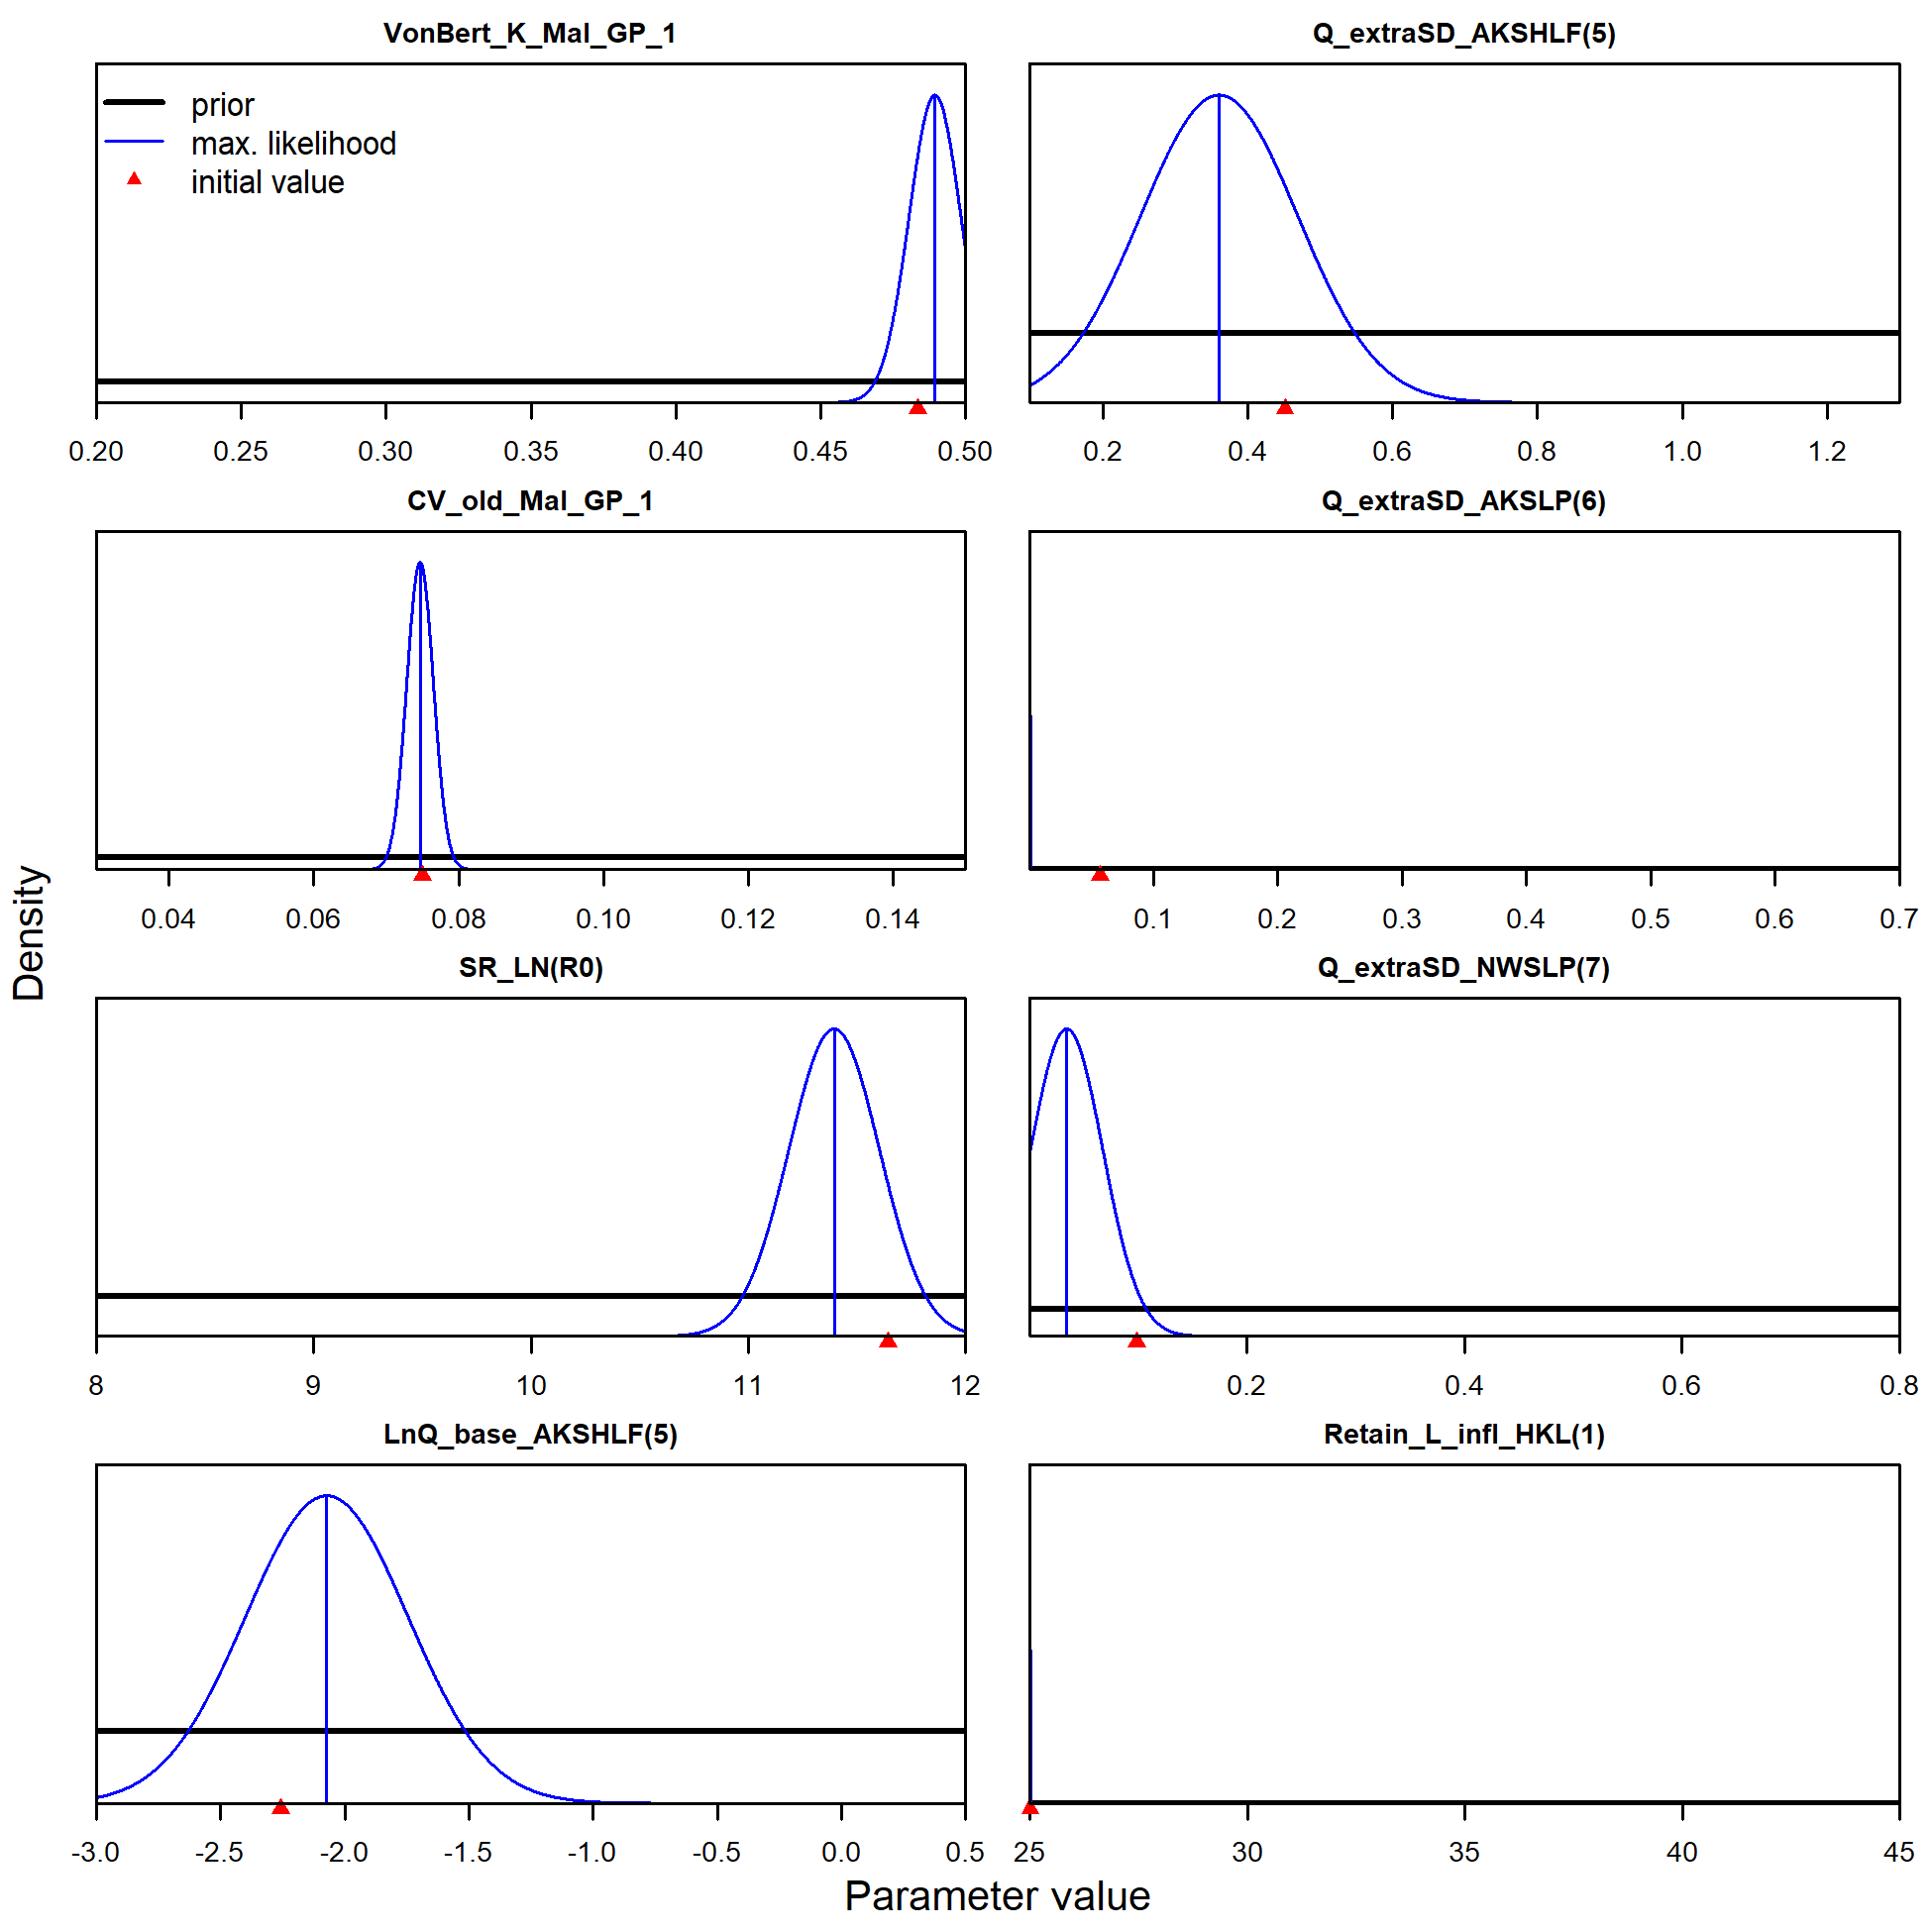 VonBert_K_Mal_GP_1
prior
max. likelihood
initial value
0.20 0.25 0.30 0.35 0.40 0.45 0.50
Q_extraSD_AKSHLF(5)
0.2 0.4 0.6 0.8 1.0 1.2
CV_old_Mal_GP_1
0.04 0.06 0.08 0.10 0.12 0.14
Q_extraSD_AKSLP(6)
0.1 0.2 0.3 0.4 0.5 0.6 0.7
SR_LN(R0)
8 9 10 11 12
Q_extraSD_NWSLP(7)
0.2 0.4 0.6 0.8
LnQ_base_AKSHLF(5)
-3.0 -2.5 -2.0 -1.5 -1.0 -0.5 0.0 0.5
Retain_L_infl_HKL(1)
25 30 35 40 45
Density
Parameter value